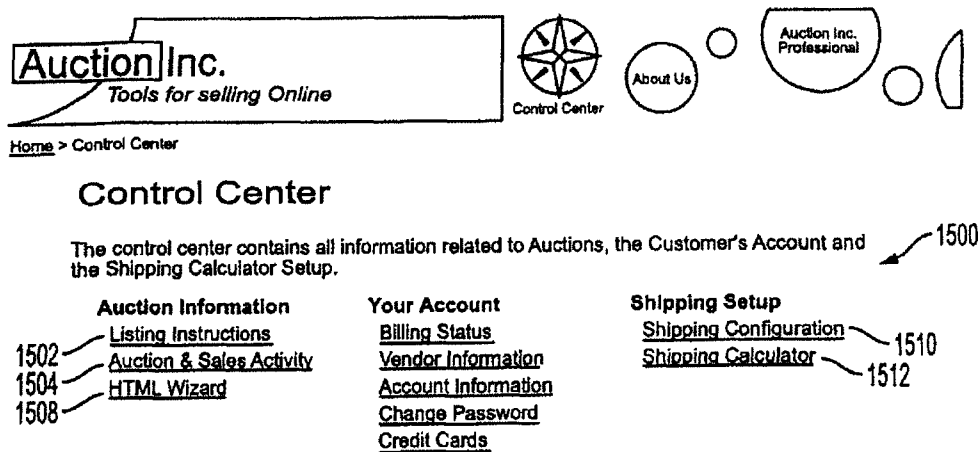 Auction Inc.
Tools for selling Online
Control Center
About Us
Auction Inc.
Professional
Home > Control Center
Control Center
The control center contains all information related to Auctions, the Customer's Account and
the Shipping Calculator Setup.
1500
Auction Information
1502 Listing Instructions
1504 Auction & Sales Activity
1508 HTML Wizard
Your Account
Billing Status
Vendor Information
Account Information
Change Password
Credit Cards
Shipping Setup
Shipping Configuration 1510
Shipping Calculator 1512